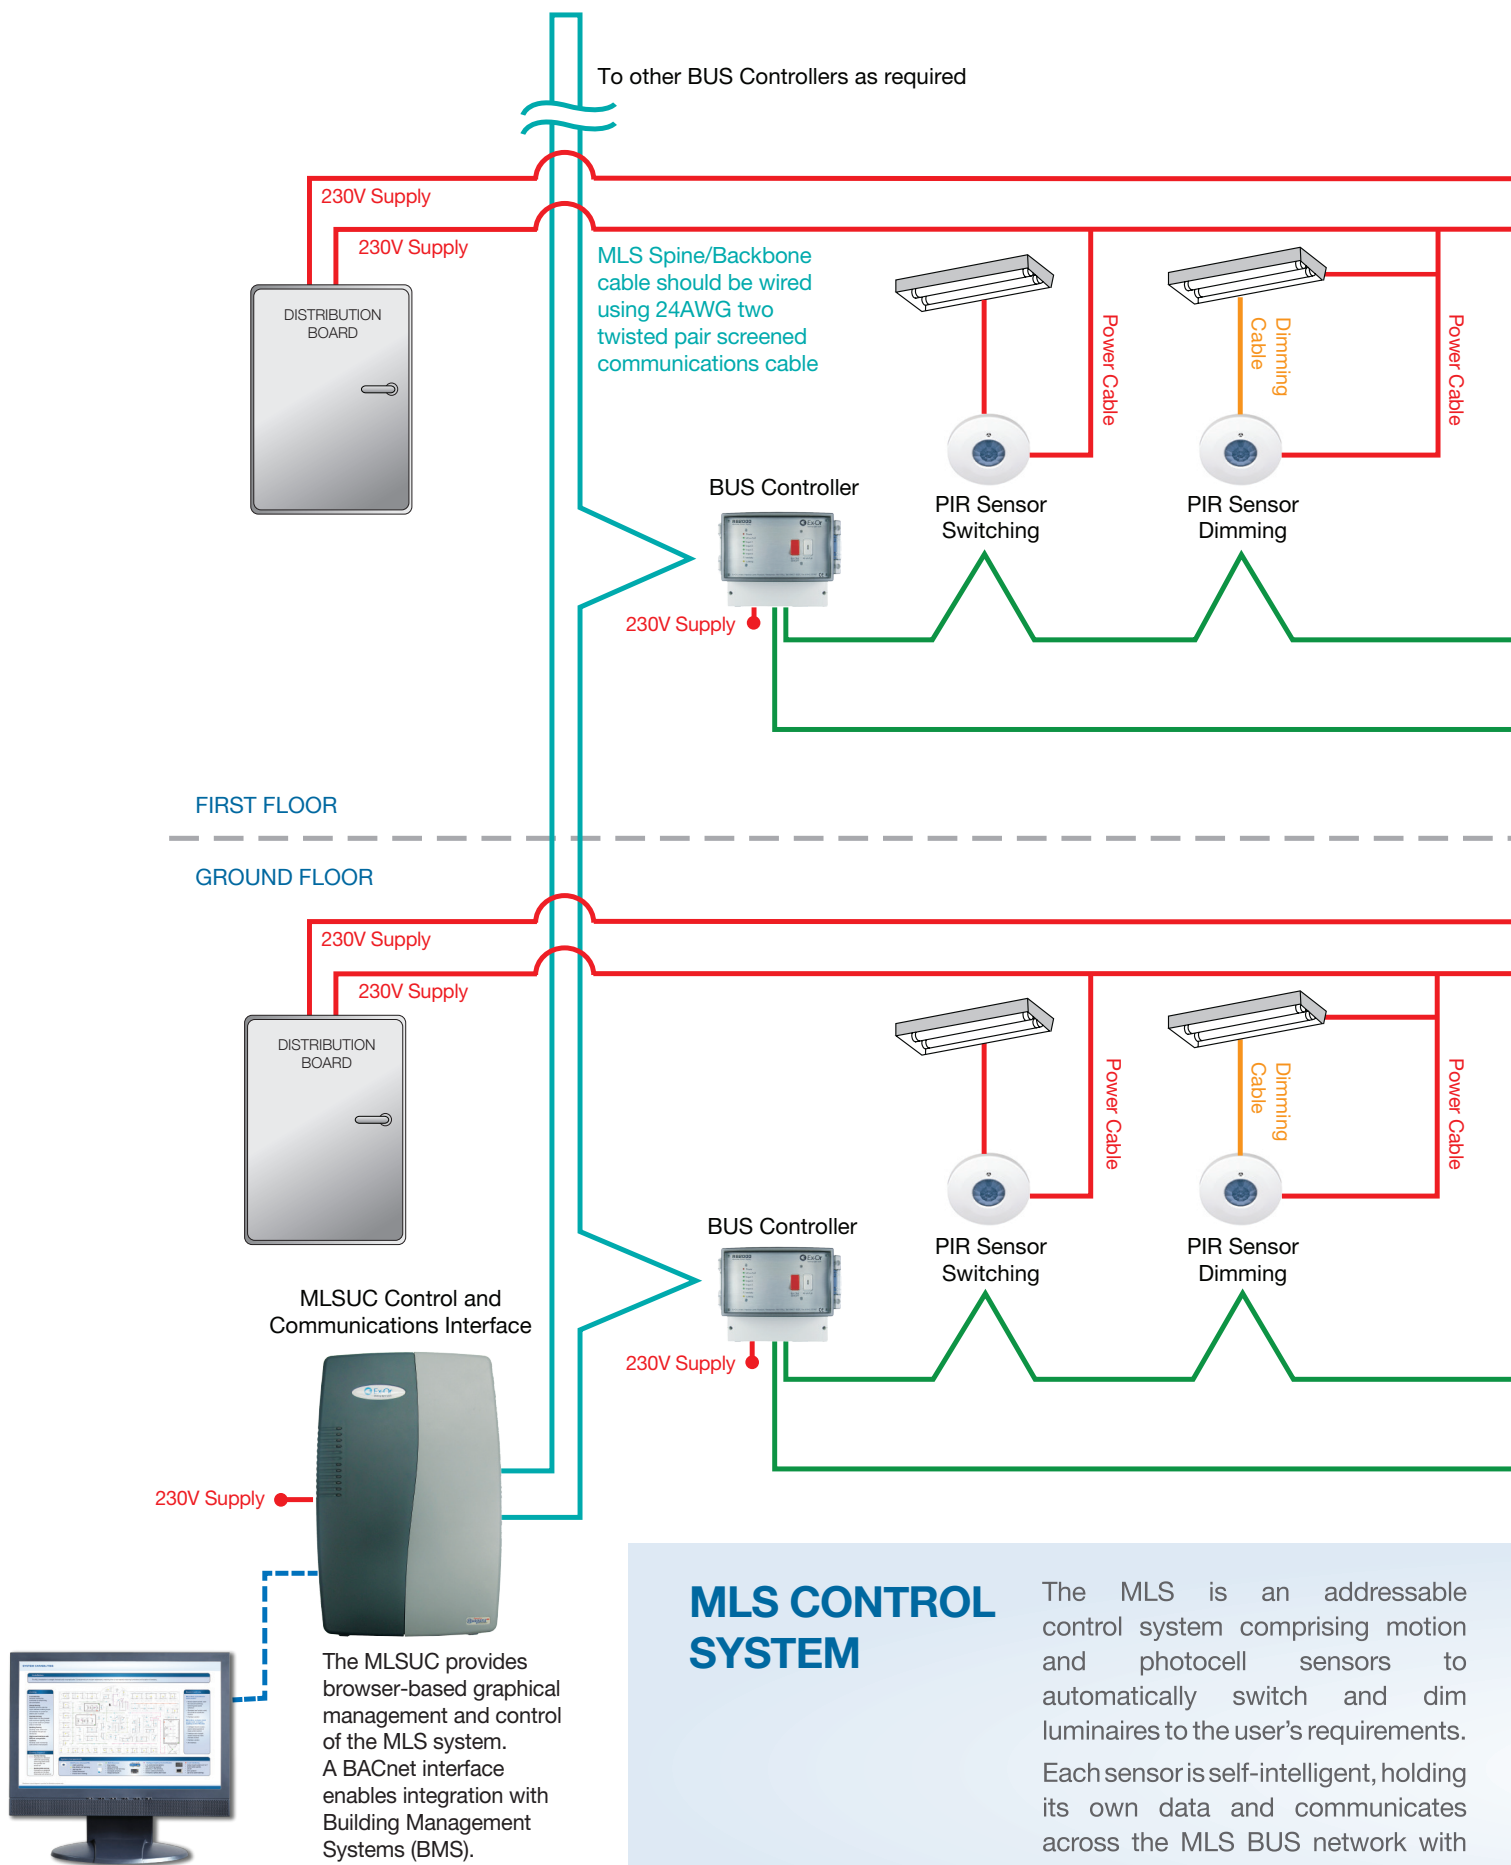 To other BUS Controllers as required
230V Supply
230V Supply
MLS Spine/Backbone
cable should be wired
using 24AWG two
twisted pair screened
communications cable
DISTRIBUTION
BOARD
Power Cable
Dimming
Cable
Power Cable
BUS Controller
PIR Sensor
Switching
PIR Sensor
Dimming
ExOr
230V Supply
FIRST FLOOR
GROUND FLOOR
230V Supply
230V Supply
DISTRIBUTION
BOARD
Power Cable
Dimming
Cable
Power Cable
BUS Controller
PIR Sensor
Switching
PIR Sensor
Dimming
ExOr
230V Supply
MLSUC Control and
Communications Interface
ExOr
230V Supply
The MLSUC provides
browser-based graphical
management and control
of the MLS system.
A BACnet interface
enables integration with
Building Management
Systems (BMS).
MLS CONTROL
SYSTEM
The MLS is an addressable
control system comprising motion
and photocell sensors to
automatically switch and dim
luminaires to the user's requirements.
Each sensor is self-intelligent, holding
its own data and communicates
across the MLS BUS network with